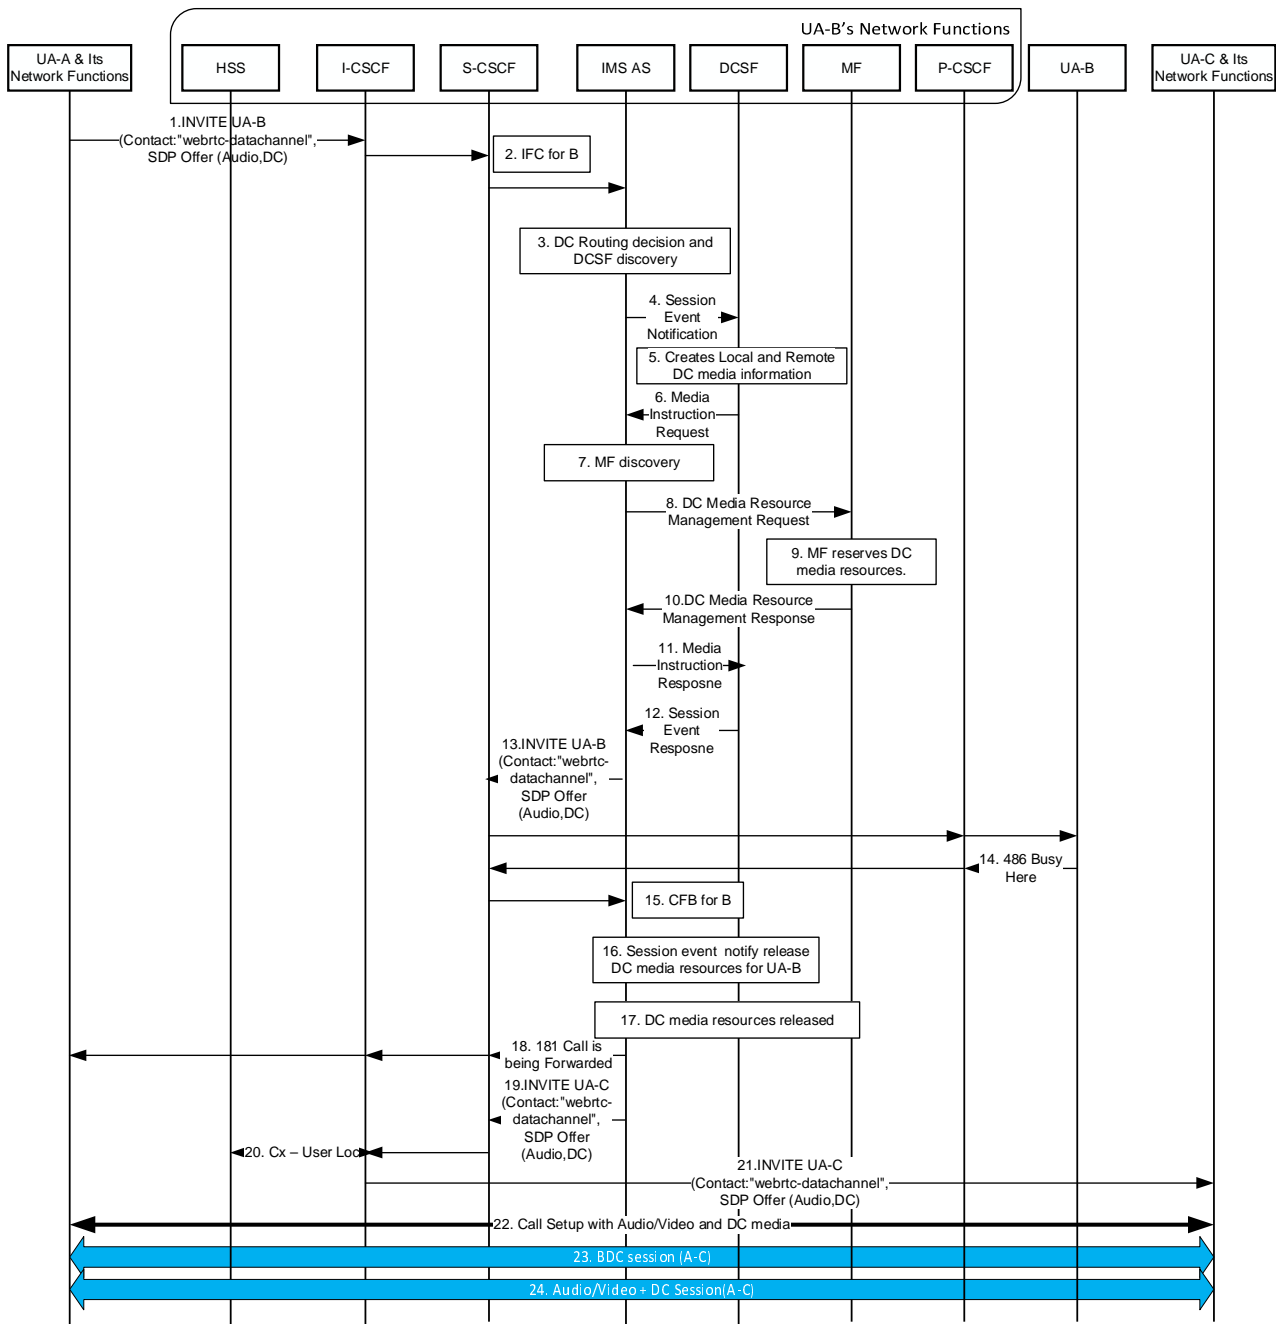 UA-B's Network Functions
UA-A & Its
Network Functions
HSS
I-CSCF
S-CSCF
IMS AS
DCSF
MF
P-CSCF
UA-B
UA-C & Its
Network Functions
1.INVITE UA-B
(Contact:"webrtc-datachannel",
SDP Offer (Audio,DC)
2. IFC for B
3. DC Routing decision and
DCSF discovery
4. Session
Event
Notification
5. Creates Local and Remote
DC media information
6. Media
Instruction
Request
7. MF discovery
8. DC Media Resource
Management Request
9. MF reserves DC
media resources.
10.DC Media Resource
Management Response
11. Media
Instruction
Resposne
12. Session
Event
Resposne
13.INVITE UA-B
(Contact:"webrtc-
datachannel",
SDP Offer
(Audio,DC)
14. 486 Busy
Here
15. CFB for B
16. Session event notify release
DC media resources for UA-B
17. DC media resources released
18. 181 Call is
being Forwarded
19.INVITE UA-C
(Contact:"webrtc-
datachannel",
SDP Offer
(Audio,DC)
20. Cx – User Loc
21.INVITE UA-C
(Contact:"webrtc-datachannel",
SDP Offer (Audio,DC)
22. Call Setup with Audio/Video and DC media
23. BDC session (A-C)
24. Audio/Video + DC Session(A-C)